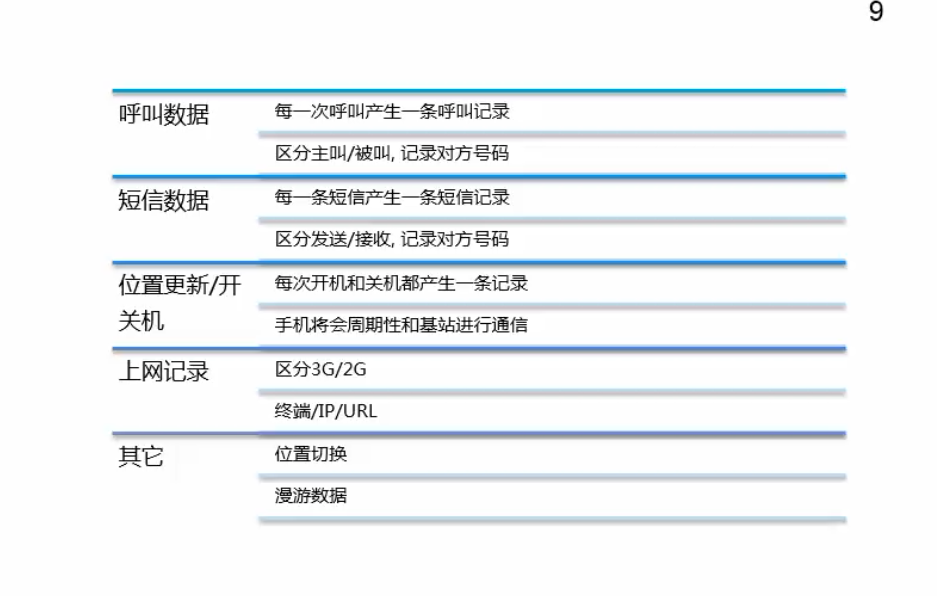 9
呼叫数据
每一次呼叫产生一条呼叫记录
区分主叫/被叫, 记录对方号码
短信数据
每一条短信产生一条短信记录
区分发送/接收, 记录对方号码
位置更新/开
关机
每次开机和关机都产生一条记录
手机将会周期性和基站进行通信
上网记录
区分3G/2G
终端/IP/URL
其它
位置切换
漫游数据